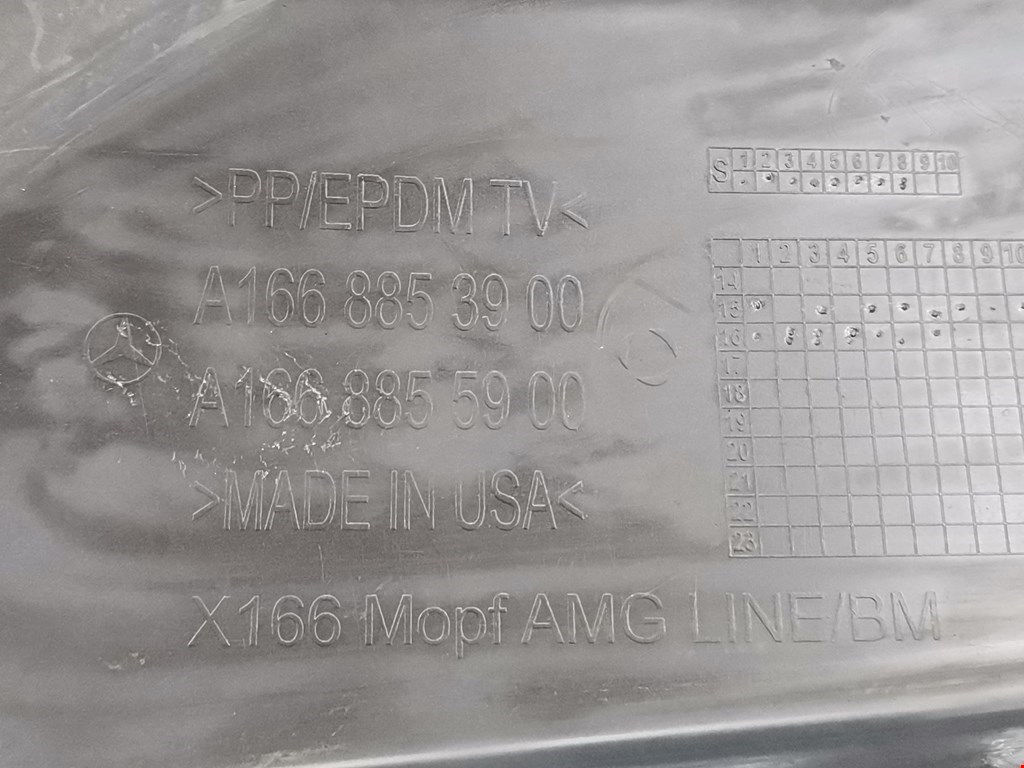 >PP/EPDM TV<
A166 885 39 00
A166 885 59 00
>MADE IN USA<
X166 Mopf AMG LINE/BM
S 1 2 3 4 5 6 7 8 9 10
1 2 3 4 5 6 7 8 9 10
14
15
16
17
18
19
20
21
22
23